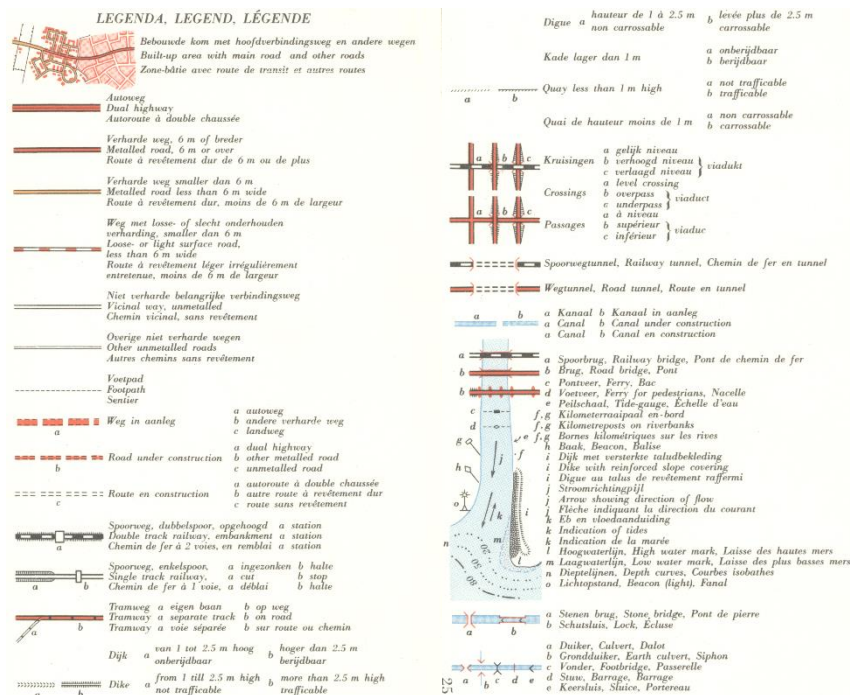 LEGENDA, LEGEND, LÉGENDE
Bebouwde kom met hoofdverbindingsweg en andere wegen
Built-up area with main road and other roads
Zone-bâtie avec route de transit et autres routes
Autoweg
Dual highway
Autoroute à double chaussée
Verharde weg, 6 m of breder
Metalled road, 6 m or over
Route à revêtement dur de 6 m ou de plus
Verharde weg smaller dan 6 m
Metalled road less than 6 m wide
Route à revêtement dur, moins de 6 m de largeur
Weg met losse- of slecht onderhouden
verharding, smaller dan 6 m
Loose- or light surface road,
less than 6 m wide
Route à revêtement léger irrégulièrement
entretenue, moins de 6 m de largeur
Niet verharde belangrijke verbindingsweg
Vicinal way, unmetalled
Chemin vicinal, sans revêtement
Overige niet verharde wegen
Other unmetalled roads
Autres chemins sans revêtement
Voetpad
Footpath
Sentier
Weg in aanleg
a autoweg
b andere verharde weg
c landweg
a
Road under construction
a dual highway
b other metalled road
c unmetalled road
b
Route en construction
a autoroute à double chaussée
b autre route à revêtement dur
c route sans revêtement
c
Spoorweg, dubbelspoor, opgehoogd a station
Double track railway, embankment a station
Chemin de fer à 2 voies, en remblai a station
a
Spoorweg, enkelspoor, a ingezonken b halte
Single track railway, a cut b stop
Chemin de fer à 1 voie, a déblai b halte
a b
Tramweg a eigen baan b op weg
Tramway a separate track b on road
Tramway a voie séparée b sur route ou chemin
a b
Dijk a van 1 tot 2.5 m hoog onberijdbaar b hoger dan 2.5 m berijdbaar
Dike a from 1 till 2.5 m high not trafficable b more than 2.5 m high trafficable
a b
Digue a hauteur de 1 à 2.5 m non carrossable b levée plus de 2.5 m carrossable
Kade lager dan 1 m
a onberijdbaar
b berijdbaar
Quay less than 1 m high
a not trafficable
b trafficable
a b
Quai de hauteur moins de 1 m
a non carrossable
b carrossable
a b c
Kruisingen
a gelijk niveau
b verhoogd niveau
c verlaagd niveau
viadukt
Crossings
a level crossing
b overpass
c underpass
viaduct
a b c
Passages
a à niveau
b supérieur
c inférieur
viaduc
Spoorwegtunnel, Railway tunnel, Chemin de fer en tunnel
Wegtunnel, Road tunnel, Route en tunnel
a b
a Kanaal b Kanaal in aanleg
a Canal b Canal under construction
a Canal b Canal en construction
a Spoorbrug, Railway bridge, Pont de chemin de fer
b Brug, Road bridge, Pont
c Pontveer, Ferry, Bac
d Voetveer, Ferry for pedestrians, Nacelle
e Peilschaal, Tide-gauge, Échelle d'eau
f, g Kilometerraaipaal en-bord
f, g Kilometreposts on riverbanks
f, g Bornes kilométriques sur les rives
h Baak, Beacon, Balise
i Dijk met versterkte taludbekleding
i Dike with reinforced slope covering
i Digue au talus de revêtement raffermi
j Stroomrichtingpijl
j Arrow showing direction of flow
j Flèche indiquant la direction du courant
k Eb en vloedaanduiding
k Indication of tides
k Indication de la marée
l Hoogwaterlijn, High water mark, Laisse des hautes mers
m Laagwaterlijn, Low water mark, Laisse des plus basses mers
n Dieptelijnen, Depth curves, Courbes isobathes
o Lichtopstand, Beacon (light), Fanal
a
b
c
d
e
f
g
h
i
j
k
l
m
n
o
20
50
80
a b
a Stenen brug, Stone bridge, Pont de pierre
b Schutsluis, Lock, Écluse
a b c d e
a Duiker, Culvert, Dalot
b Grondduiker, Earth culvert, Siphon
c Vonder, Footbridge, Passerelle
d Stuw, Barrage, Barrage
e Keersluis, Sluice, Portereau
25